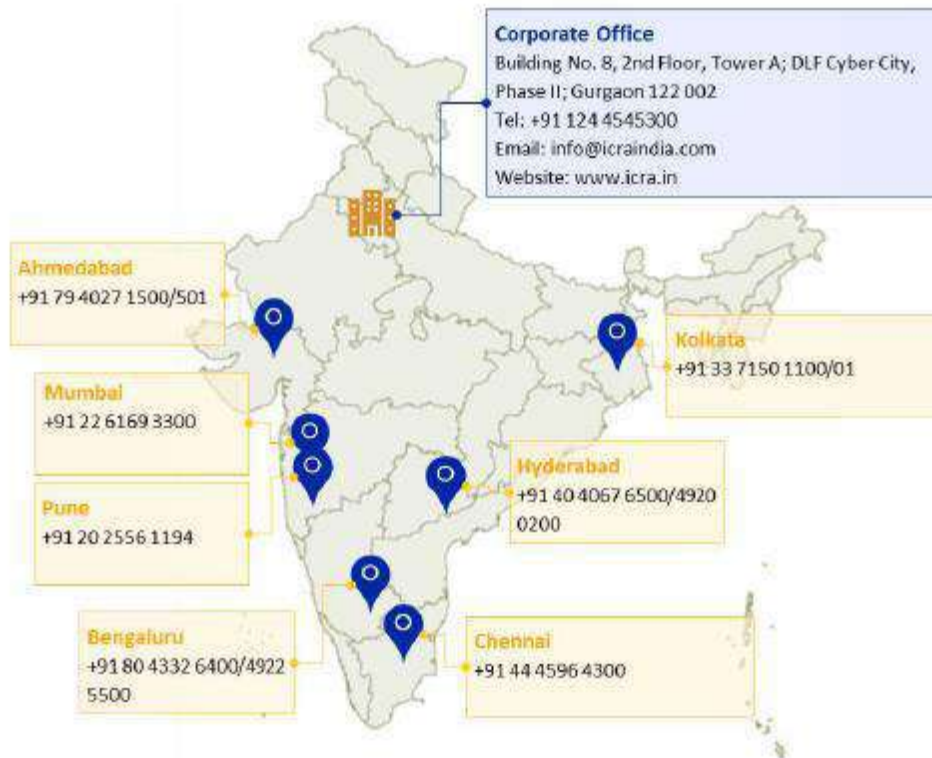 Corporate Office
Building No. 8, 2nd Floor, Tower A; DLF Cyber City,
Phase II; Gurgaon 122 002
Tel: +91 124 4545300
Email: info@icraindia.com
Website: www.icra.in
Ahmedabad
+91 79 4027 1500/501
Kolkata
+91 33 7150 1100/01
Mumbai
+91 22 6169 3300
Hyderabad
+91 40 4067 6500/4920
0200
Pune
+91 20 2556 1194
Bengaluru
+91 80 4332 6400/4922
5500
Chennai
+91 44 4596 4300